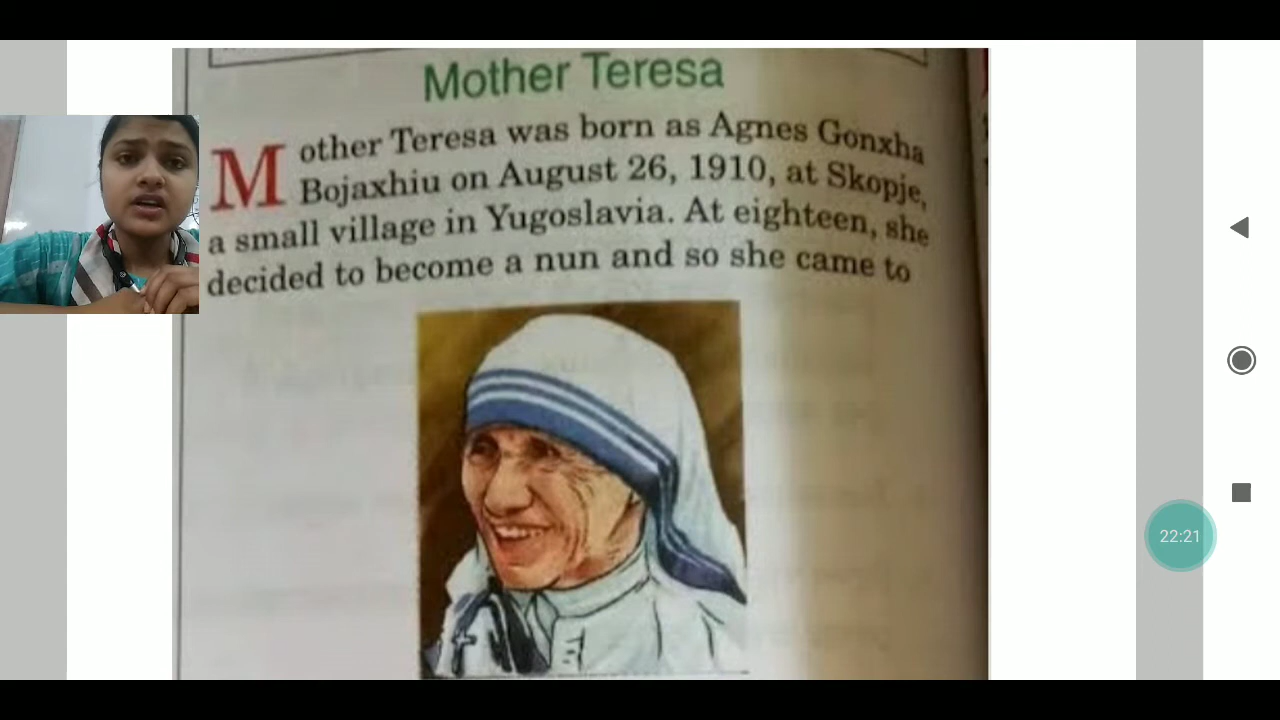 Mother Teresa
Mother Teresa was born as Agnes Gonxha
Bojaxhiu on August 26, 1910, at Skopje,
a small village in Yugoslavia. At eighteen, she
decided to become a nun and so she came to
22:21